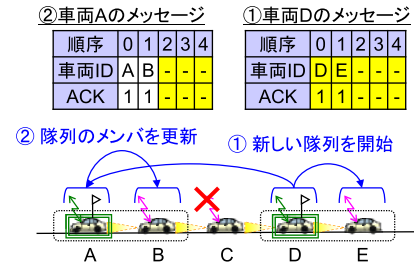 ②車両Aのメッセージ
順序 0 1 2 3 4
車両ID A B - - -
ACK 1 1 - - -
①車両Dのメッセージ
順序 0 1 2 3 4
車両ID D E - - -
ACK 1 1 - - -
② 隊列のメンバを更新
① 新しい隊列を開始
A B C D E